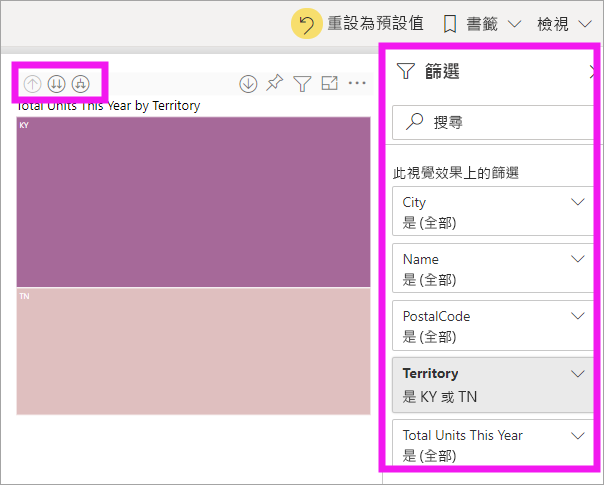 重設為預設值 書籤 檢視
Total Units This Year by Territory
KY
TN
篩選
搜尋
此視覺效果上的篩選
City
是 (全部)
Name
是 (全部)
PostalCode
是 (全部)
Territory
是 KY 或 TN
Total Units This Year
是 (全部)